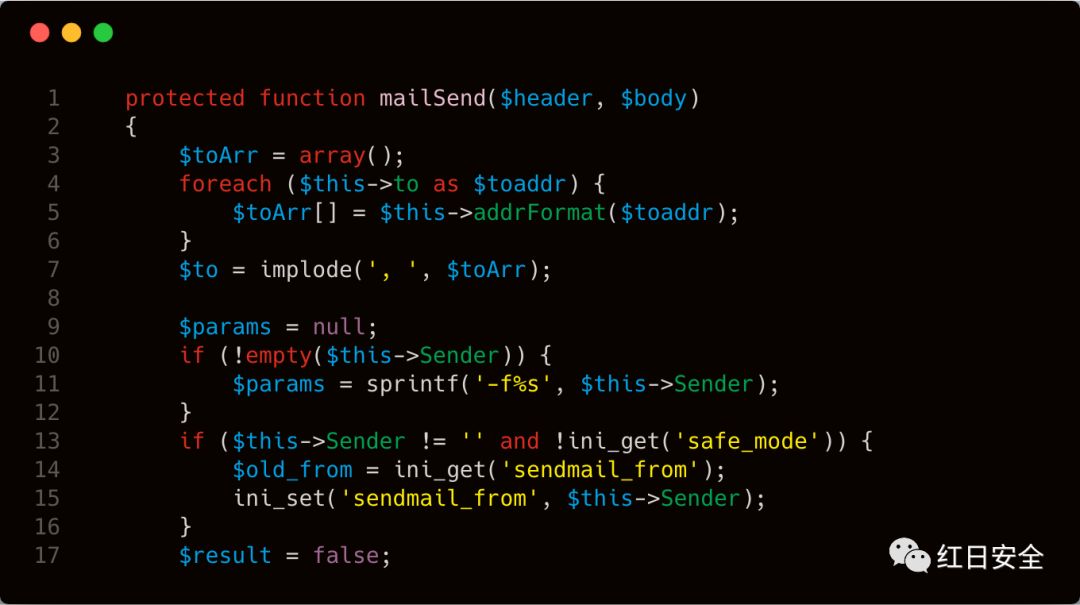 1 protected function mailSend($header, $body)
2 {
3 $toArr = array();
4 foreach ($this->to as $toaddr) {
5 $toArr[] = $this->addrFormat($toaddr);
6 }
7 $to = implode(', ', $toArr);
8
9 $params = null;
10 if (!empty($this->Sender)) {
11 $params = sprintf('-f%s', $this->Sender);
12 }
13 if ($this->Sender != '' and !ini_get('safe_mode')) {
14 $old_from = ini_get('sendmail_from');
15 ini_set('sendmail_from', $this->Sender);
16 }
17 $result = false;
红日安全